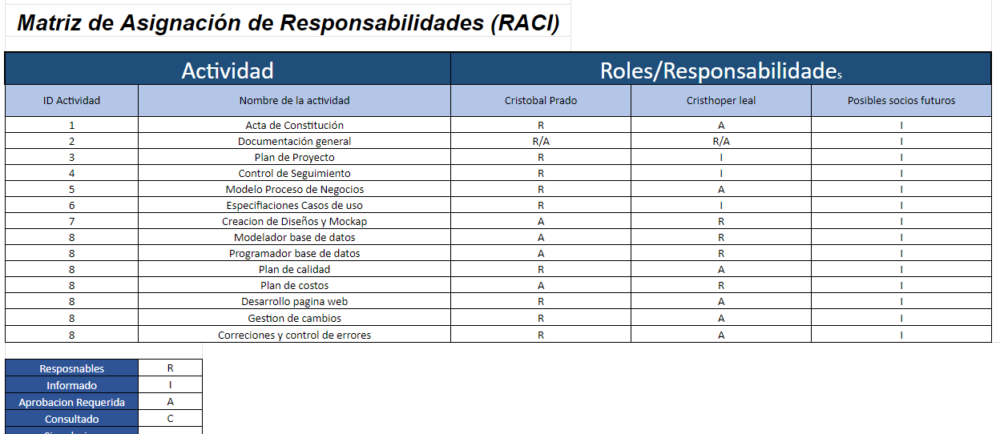 Matriz de Asignación de Responsabilidades (RACI)
Actividad Roles/Responsabilidades
ID Actividad Nombre de la actividad Cristobal Prado Cristhoper leal Posibles socios futuros
1 Acta de Constitución R A I
2 Documentación general R/A R/A I
3 Plan de Proyecto R I I
4 Control de Seguimiento R I I
5 Modelo Proceso de Negocios R A I
6 Especifiaciones Casos de uso R I I
7 Creacion de Diseños y Mockap A R I
8 Modelador base de datos A R I
8 Programador base de datos A R I
8 Plan de calidad R A I
8 Plan de costos A R I
8 Desarrollo pagina web R A I
8 Gestion de cambios R A I
8 Correciones y control de errores R A I
Resposnables R
Informado I
Aprobacion Requerida A
Consultado C